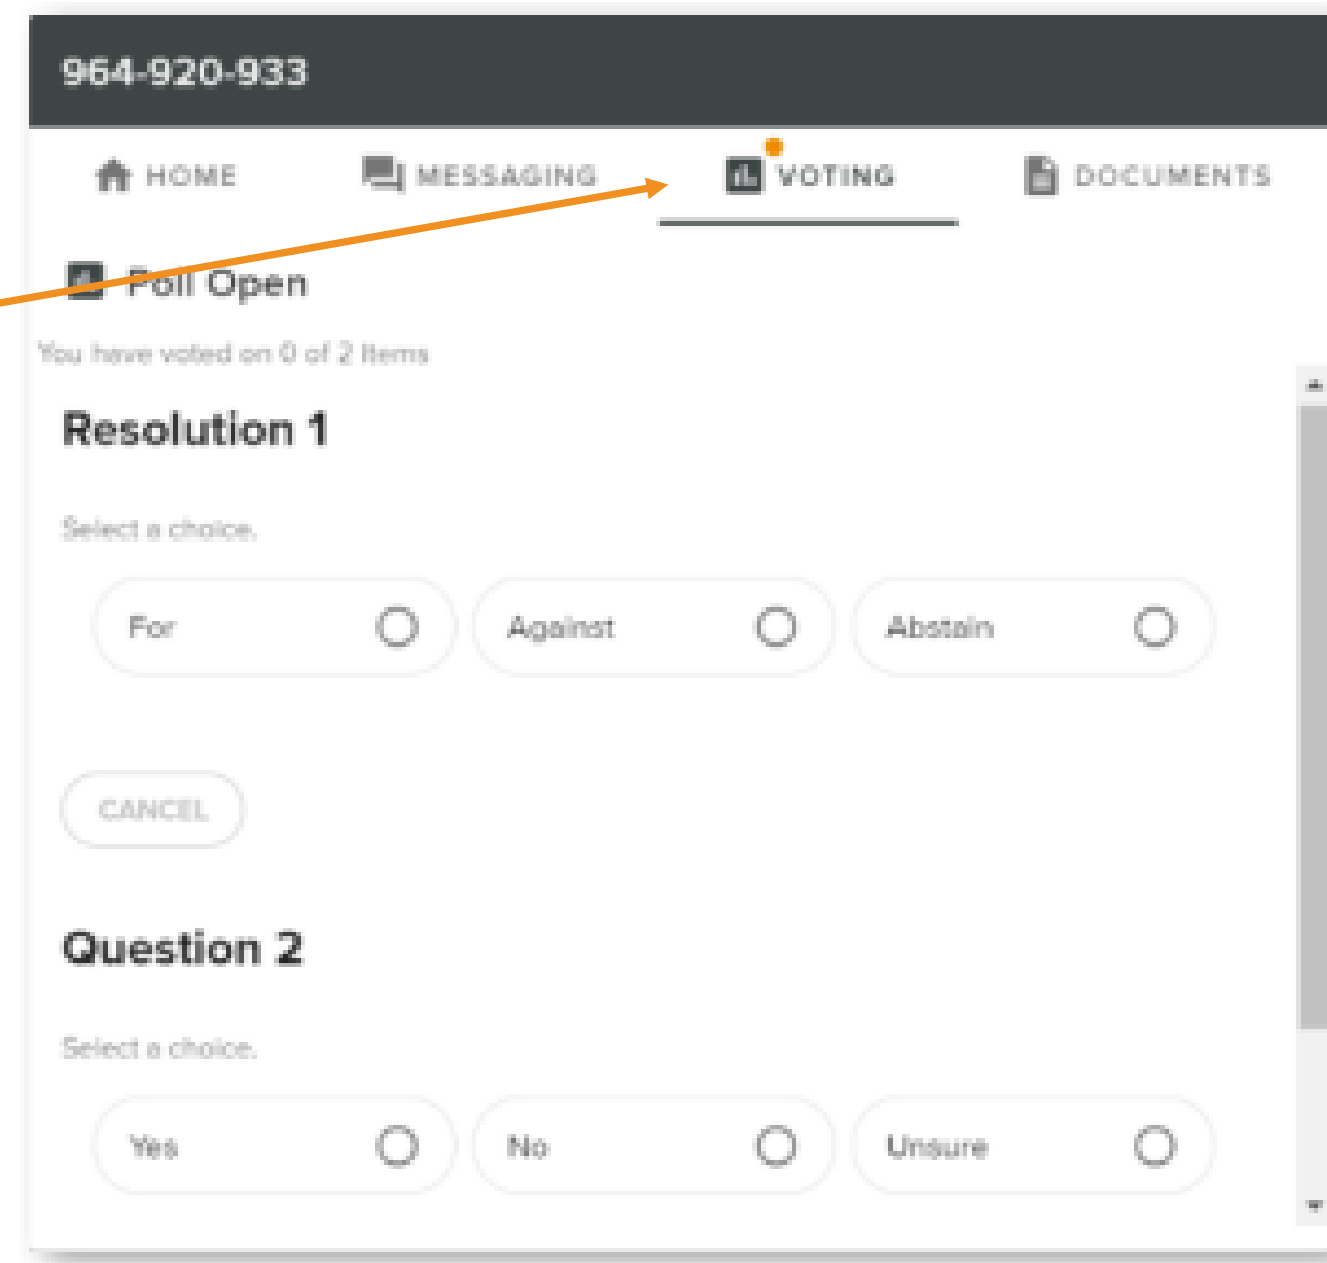 964-920-933
HOME MESSAGING VOTING DOCUMENTS
Poll Open
You have voted on 0 of 2 Items
Resolution 1
Select a choice.
For Against Abstain
CANCEL
Question 2
Select a choice.
Yes No Unsure